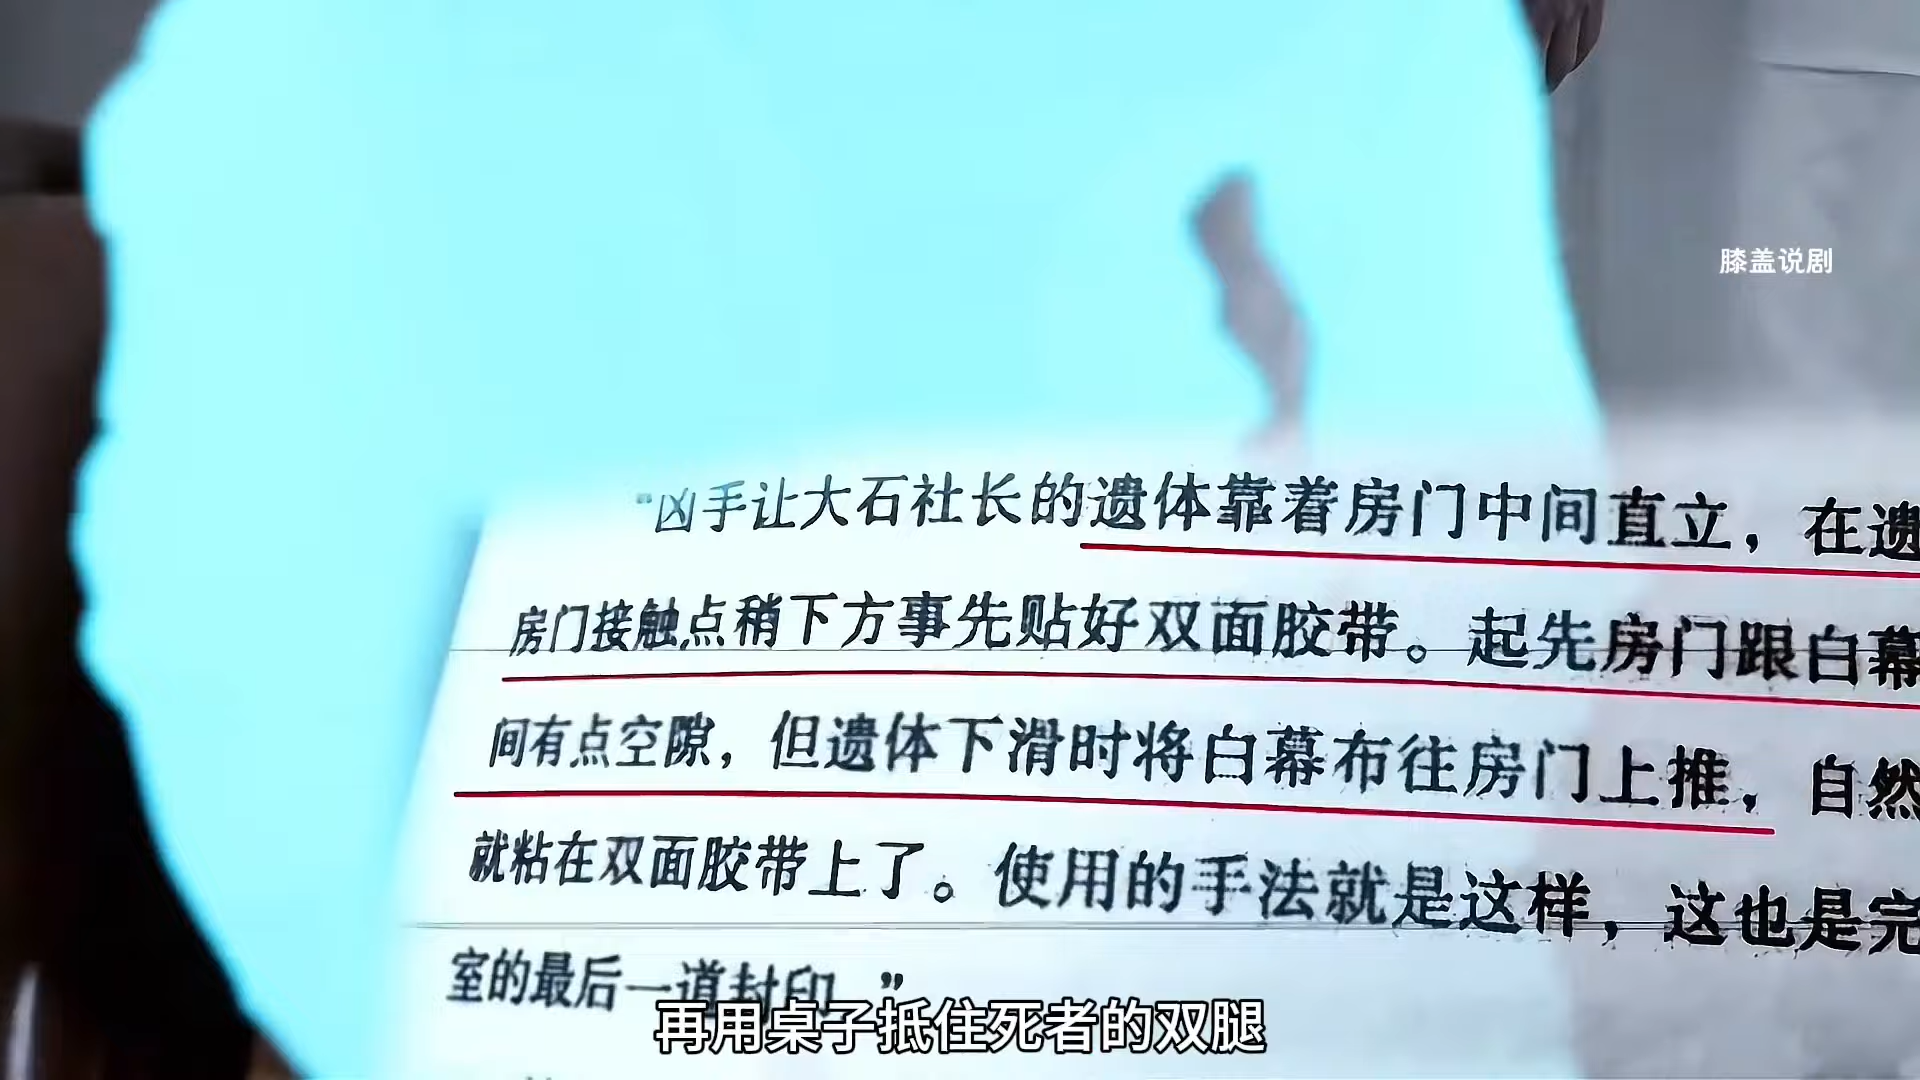 膝盖说剧
“凶手让大石社长的遗体靠着房门中间直立，在遗
房门接触点稍下方事先贴好双面胶带。起先房门跟白幕
间有点空隙，但遗体下滑时将白幕布往房门上推，自然
就粘在双面胶带上了。使用的手法就是这样，这也是完
室的最后一道封印。”
再用桌子抵住死者的双腿